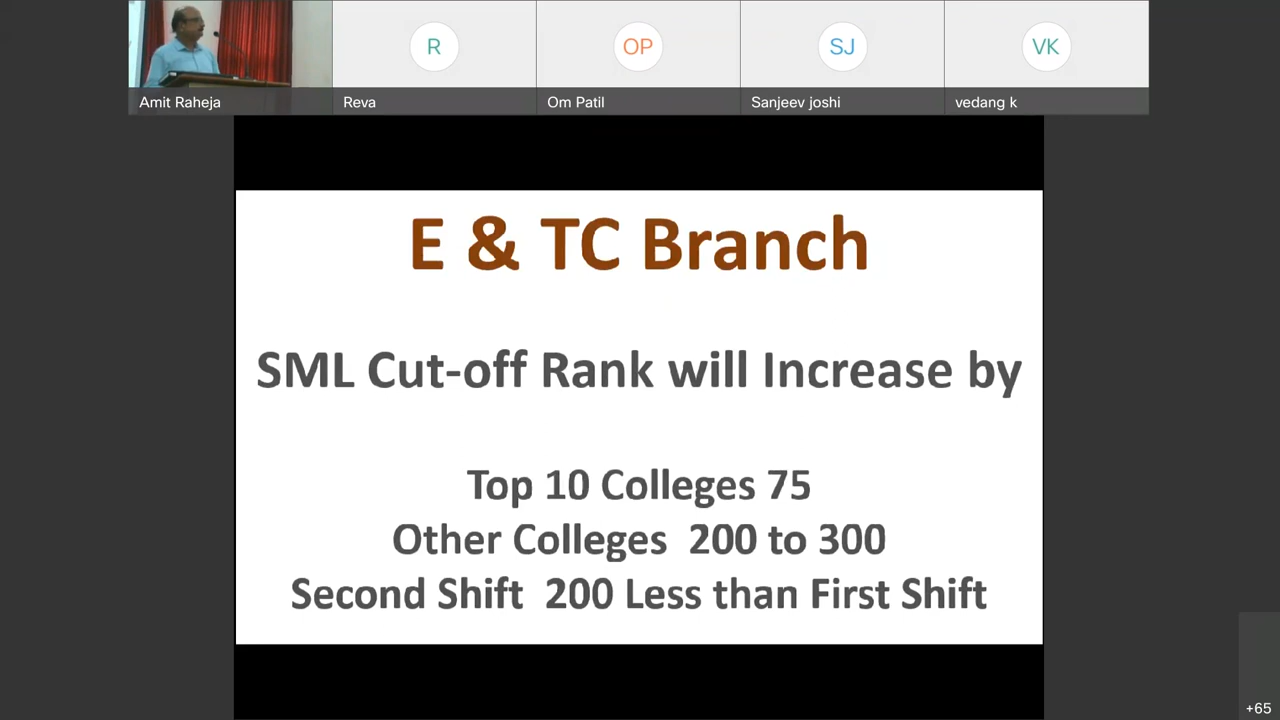 R
OP
SJ
VK
Amit Raheja
Reva
Om Patil
Sanjeev joshi
vedang k
E & TC Branch
SML Cut-off Rank will Increase by
Top 10 Colleges 75
Other Colleges 200 to 300
Second Shift 200 Less than First Shift
+65